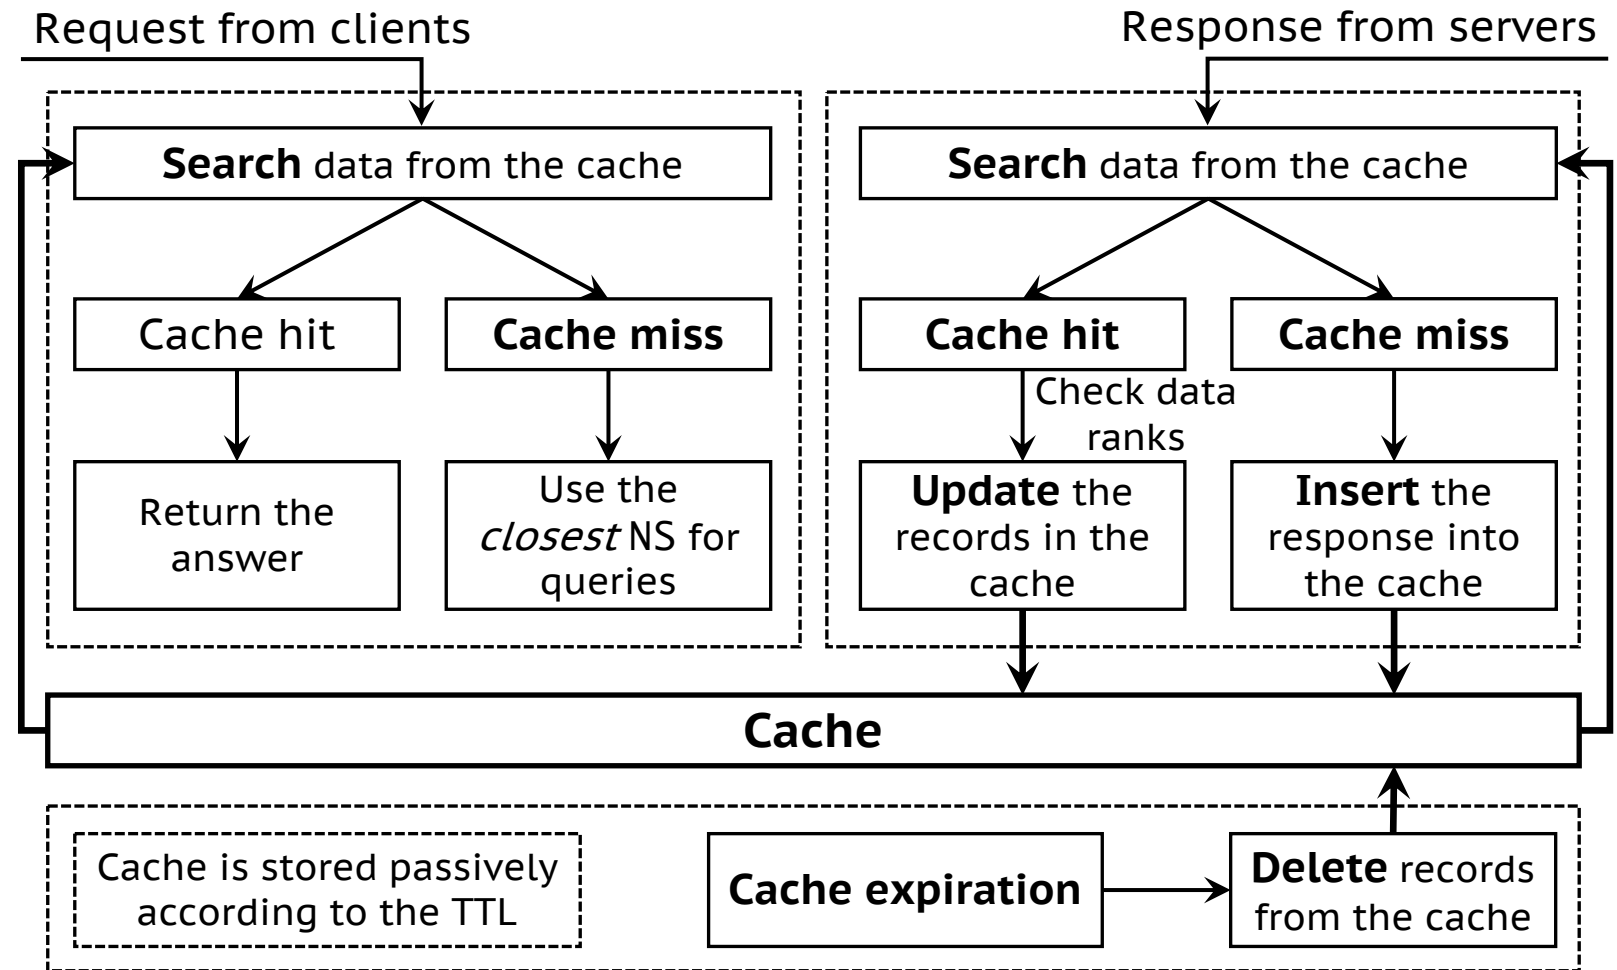 Request from clients
Response from servers
Search data from the cache
Search data from the cache
Cache hit
Cache miss
Cache hit
Cache miss
Check data
ranks
Return the
answer
Use the
closest NS for
queries
Update the
records in the
cache
Insert the
response into
the cache
Cache
Cache is stored passively
according to the TTL
Cache expiration
Delete records
from the cache